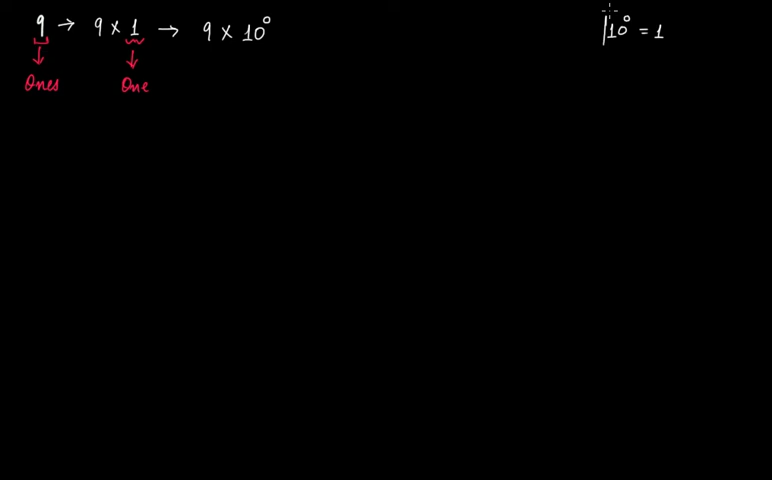 9 → 9 × 1 → 9 × 10⁰
10⁰ = 1
Ones One